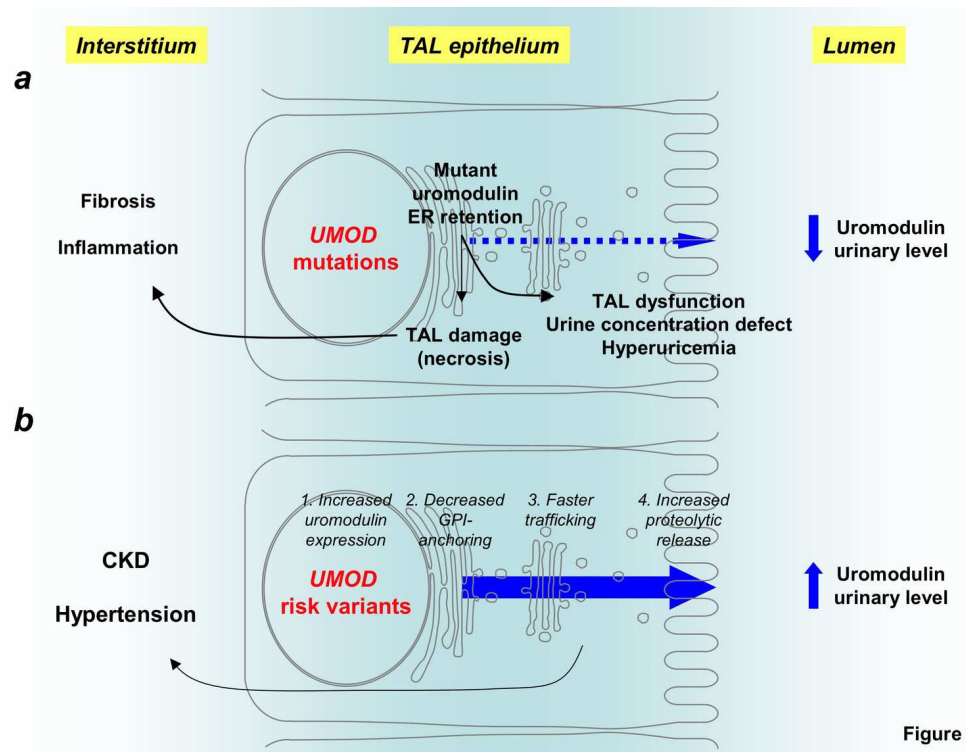 Interstitium
TAL epithelium
Lumen
a
Mutant
uromodulin
ER retention
Fibrosis
Inflammation
UMOD
mutations
Uromodulin
urinary level
TAL dysfunction
Urine concentration defect
Hyperuricemia
TAL damage
(necrosis)
b
1. Increased
uromodulin
expression
2. Decreased
GPI-
anchoring
3. Faster
trafficking
4. Increased
proteolytic
release
CKD
Hypertension
UMOD
risk variants
Uromodulin
urinary level
Figure